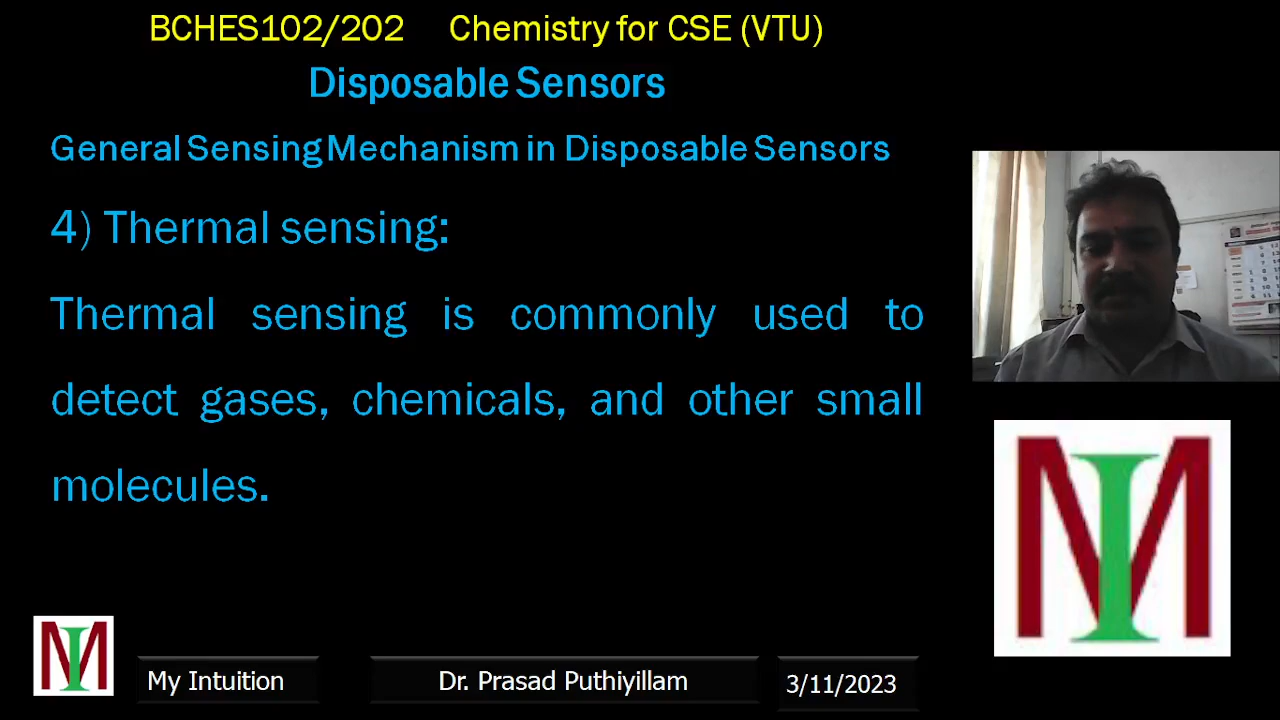 BCHES102/202 Chemistry for CSE (VTU)
Disposable Sensors
General Sensing Mechanism in Disposable Sensors
4) Thermal sensing:
Thermal sensing is commonly used to
detect gases, chemicals, and other small
molecules.
MI
MI
My Intuition
Dr. Prasad Puthiyillam
3/11/2023